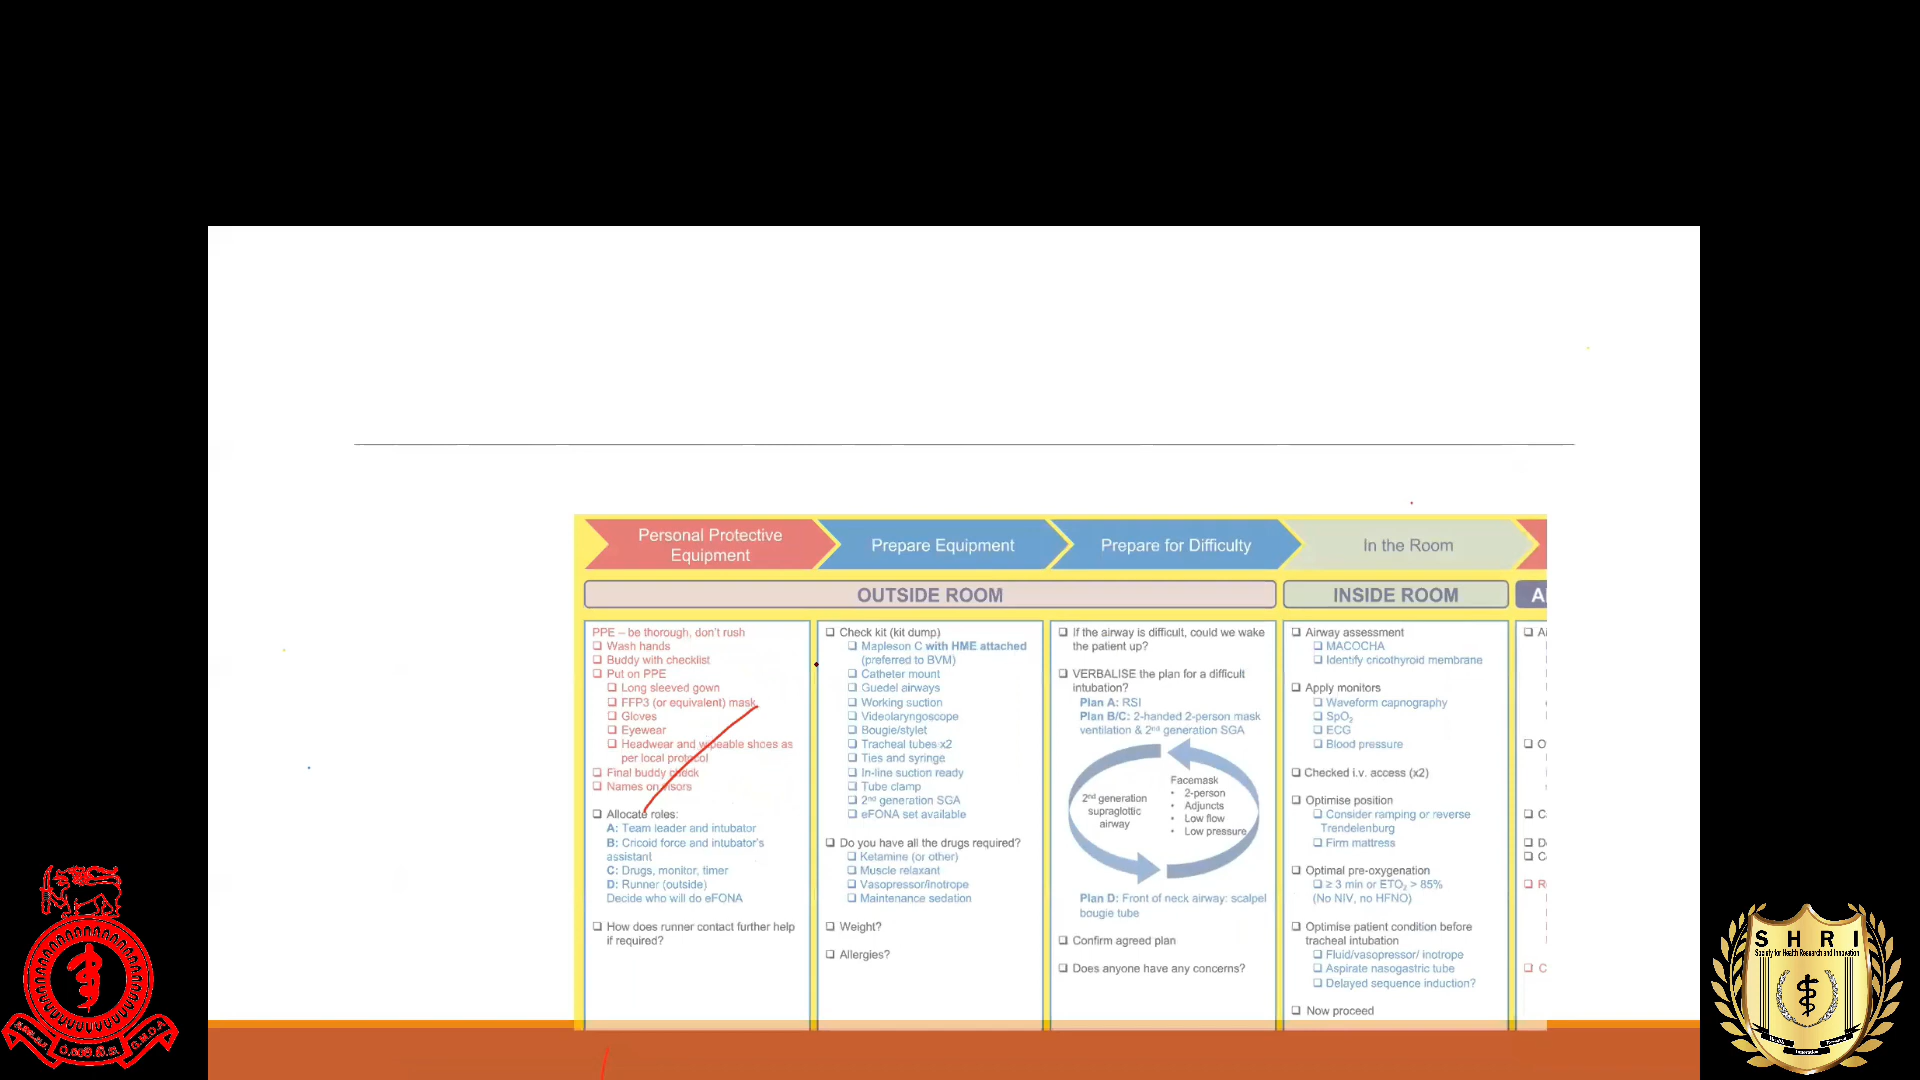 Personal Protective
Equipment
Prepare Equipment
Prepare for Difficulty
In the Room
OUTSIDE ROOM
INSIDE ROOM
PPE – be thorough, don't rush
❑ Wash hands
❑ Buddy with checklist
❑ Put on PPE
❑ Long sleeved gown
❑ FFP3 (or equivalent) mask
❑ Gloves
❑ Eyewear
❑ Headwear and wipeable shoes as
per local protocol
❑ Final buddy check
❑ Names on visors
❑ Allocate roles:
A: Team leader and intubator
B: Cricoid force and intubator's
assistant
C: Drugs, monitor, timer
D: Runner (outside)
Decide who will do eFONA
❑ How does runner contact further help
if required?
❑ Check kit (kit dump)
❑ Mapleson C with HME attached
(preferred to BVM)
❑ Catheter mount
❑ Guedel airways
❑ Working suction
❑ Videolaryngoscope
❑ Bougie/stylet
❑ Tracheal tubes x2
❑ Ties and syringe
❑ In-line suction ready
❑ Tube clamp
❑ 2nd generation SGA
❑ eFONA set available
❑ Do you have all the drugs required?
❑ Ketamine (or other)
❑ Muscle relaxant
❑ Vasopressor/inotrope
❑ Maintenance sedation
❑ Weight?
❑ Allergies?
❑ If the airway is difficult, could we wake
the patient up?
❑ VERBALISE the plan for a difficult
intubation?
Plan A: RSI
Plan B/C: 2-handed 2-person mask
ventilation & 2nd generation SGA
2nd generation
supraglottic
airway
Facemask
• 2-person
• Adjuncts
• Low flow
• Low pressure
Plan D: Front of neck airway: scalpel
bougie tube
❑ Confirm agreed plan
❑ Does anyone have any concerns?
❑ Airway assessment
❑ MACOCHA
❑ Identify cricothyroid membrane
❑ Apply monitors
❑ Waveform capnography
❑ SpO2
❑ ECG
❑ Blood pressure
❑ Checked i.v. access (x2)
❑ Optimise position
❑ Consider ramping or reverse
Trendelenburg
❑ Firm mattress
❑ Optimal pre-oxygenation
❑ ≥ 3 min or ETO2 > 85%
(No NIV, no HFNO)
❑ Optimise patient condition before
tracheal intubation
❑ Fluid/vasopressor/ inotrope
❑ Aspirate nasogastric tube
❑ Delayed sequence induction?
❑ Now proceed
G.M.O.A
SHRI
Society for Health Research and Innovation